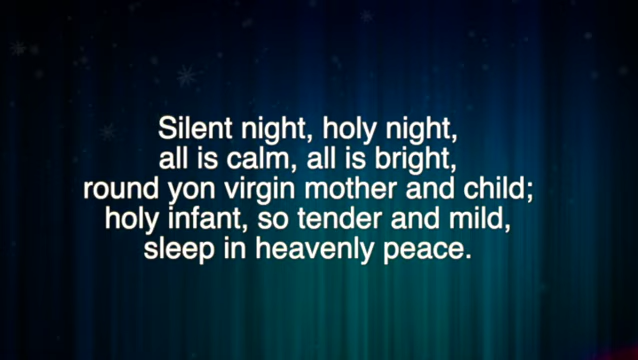 Silent night, holy night,
all is calm, all is bright,
round yon virgin mother and child;
holy infant, so tender and mild,
sleep in heavenly peace.